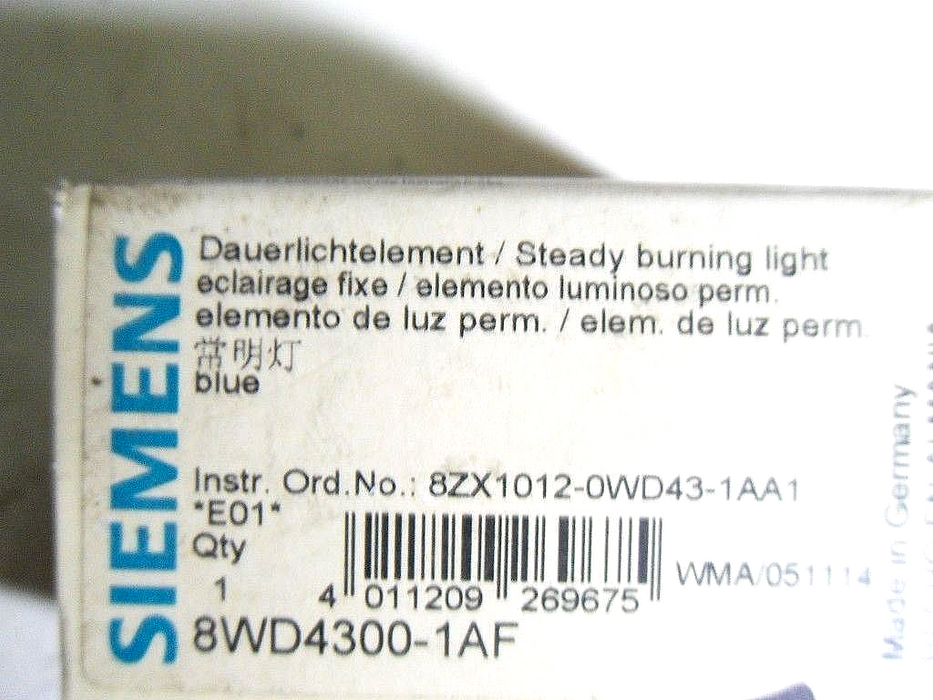 SIEMENS
Dauerlichtelement / Steady burning light
eclairage fixe / elemento luminoso perm.
elemento de luz perm. / elem. de luz perm.
常明灯
blue
Instr. Ord.No.: 8ZX1012-0WD43-1AA1
*E01*
Qty
1
4 011209 269675
WMA/051114
8WD4300-1AF
Made in Germany